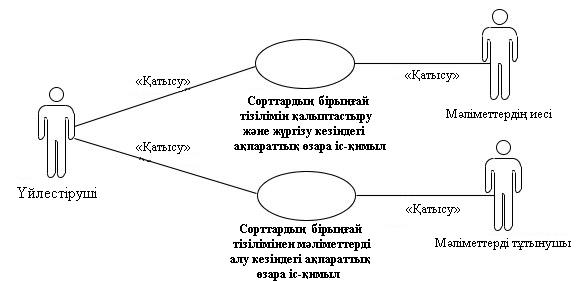 «Қатысу»
«Қатысу»
Сорттардың бірыңғай
тізілімін қалыптастыру
және жүргізу кезіндегі
ақпараттық өзара іс-қимыл
Мәліметтердің иесі
«Қатысу»
Үйлестіруші
«Қатысу»
Сорттардың бірыңғай
тізілімінен мәліметтерді
алу кезіндегі ақпараттық
өзара іс-қимыл
Мәліметтерді тұтынушы